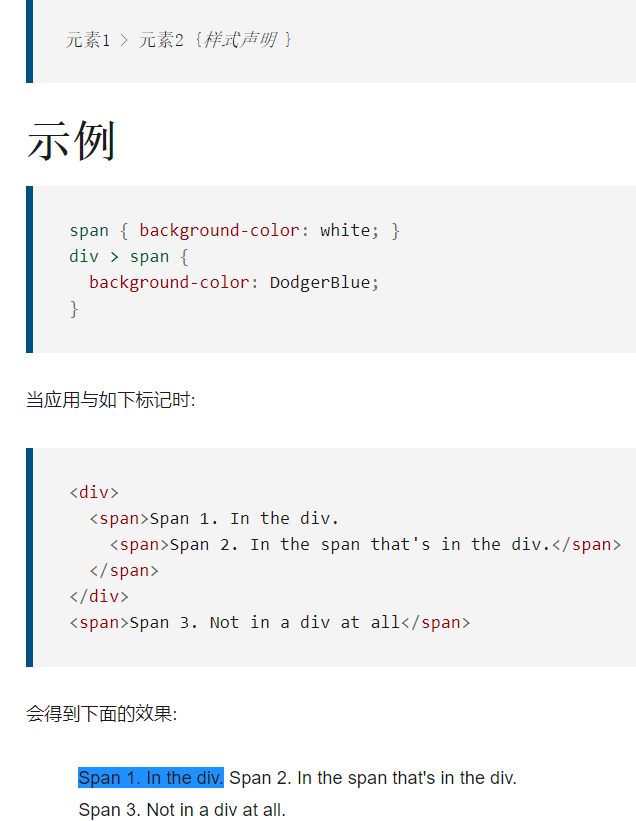 元素1 > 元素2 {样式声明 }
示例
span { background-color: white; }
div > span {
  background-color: DodgerBlue;
}
当应用与如下标记时:
<div>
  <span>Span 1. In the div.
    <span>Span 2. In the span that's in the div.</span>
  </span>
</div>
<span>Span 3. Not in a div at all</span>
会得到下面的效果:
Span 1. In the div. Span 2. In the span that's in the div.
Span 3. Not in a div at all.